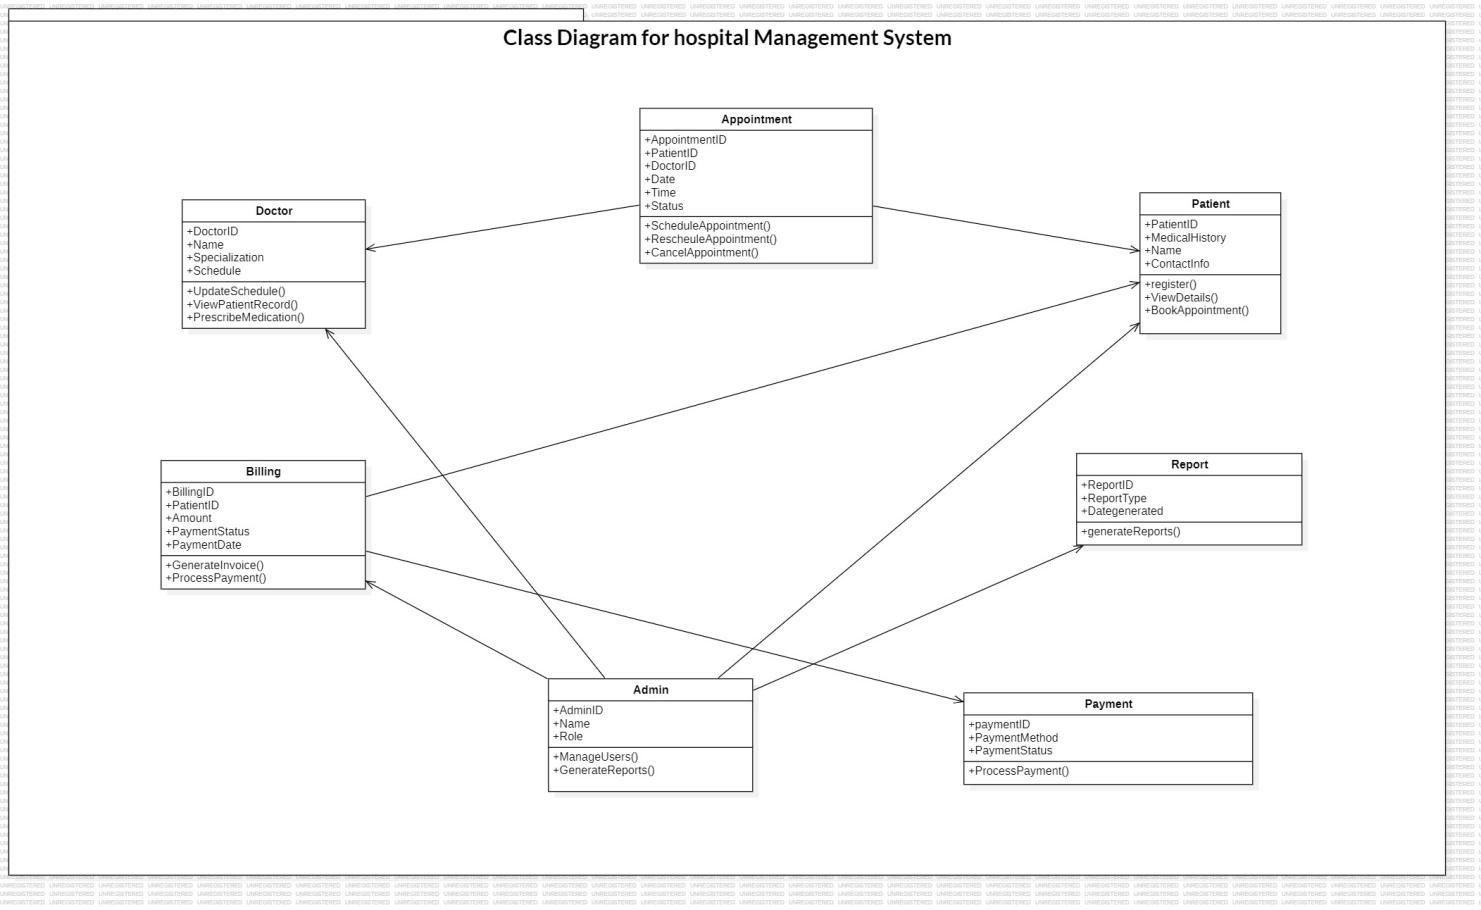 Class Diagram for hospital Management System
Appointment
+AppointmentID
+PatientID
+DoctorID
+Date
+Time
+Status
+ScheduleAppointment()
+RescheuleAppointment()
+CancelAppointment()
Doctor
+DoctorID
+Name
+Specialization
+Schedule
+UpdateSchedule()
+ViewPatientRecord()
+PrescribeMedication()
Patient
+PatientID
+MedicalHistory
+Name
+ContactInfo
+register()
+ViewDetails()
+BookAppointment()
Billing
+BillingID
+PatientID
+Amount
+PaymentStatus
+PaymentDate
+GenerateInvoice()
+ProcessPayment()
Report
+ReportID
+ReportType
+Dategenerated
+generateReports()
Admin
+AdminID
+Name
+Role
+ManageUsers()
+GenerateReports()
Payment
+paymentID
+PaymentMethod
+PaymentStatus
+ProcessPayment()
UNREGISTERED